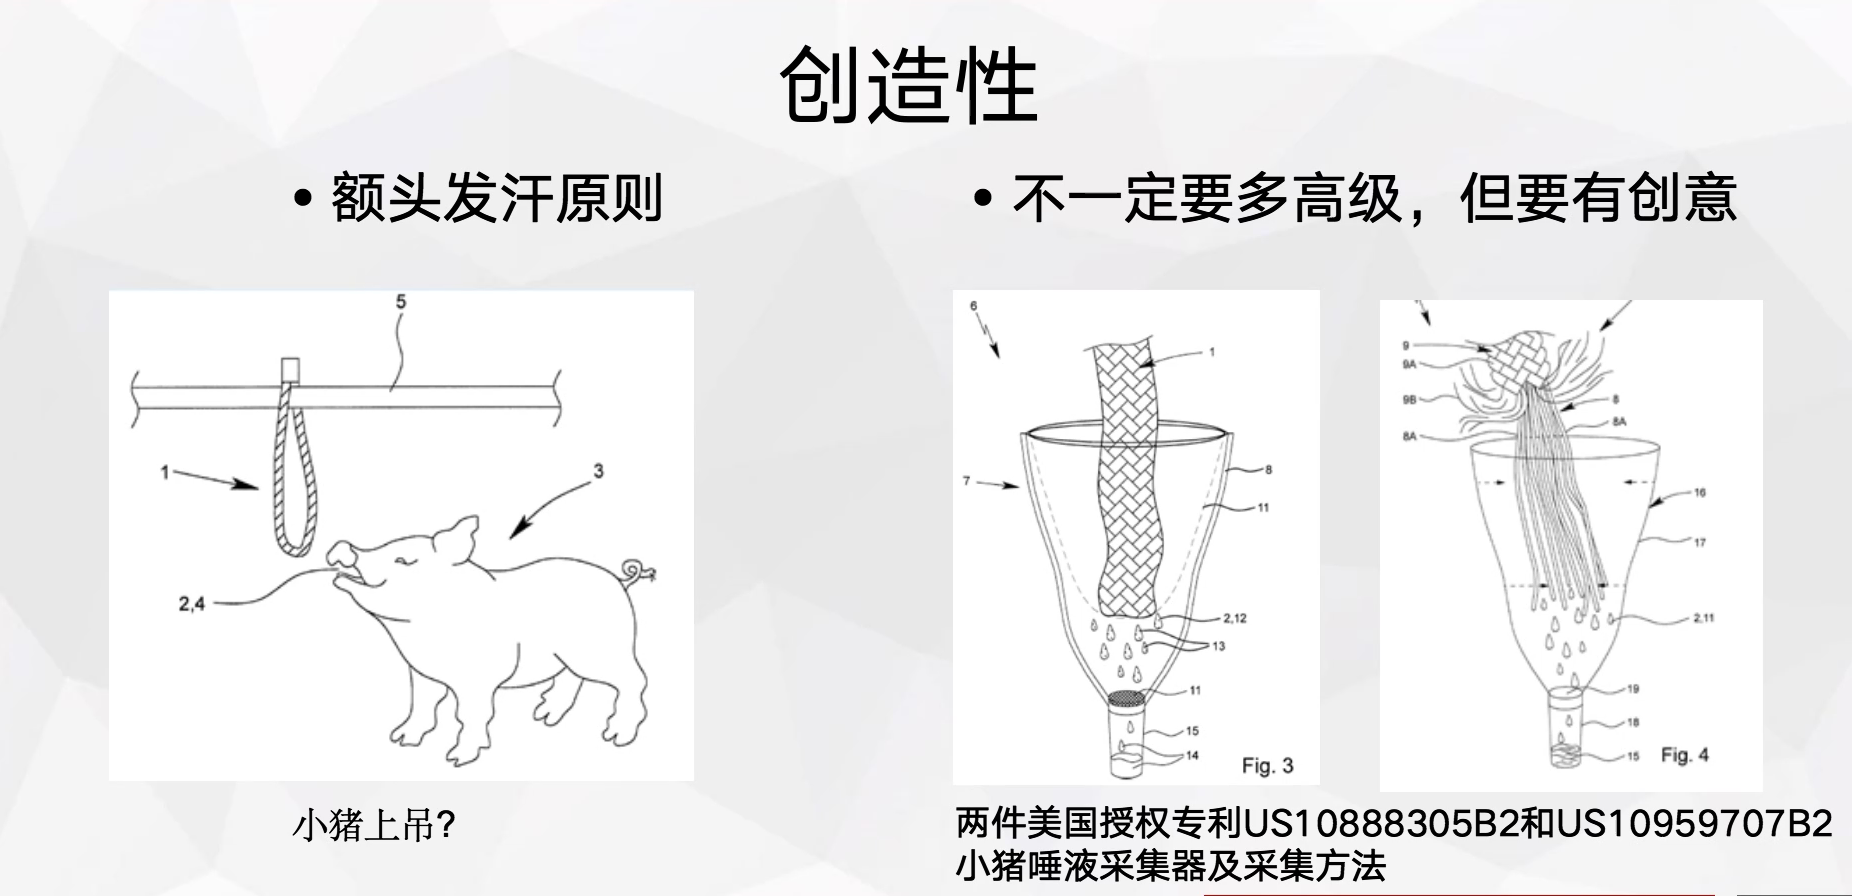 创造性
• 额头发汗原则
• 不一定要多高级，但要有创意
5
1
3
2,4
小猪上吊?
6
1
7
8
11
2,12
13
11
15
14
Fig. 3
9
9A
9B
8
8A
8A
16
17
2,11
19
18
15
Fig. 4
两件美国授权专利US10888305B2和US10959707B2
小猪唾液采集器及采集方法